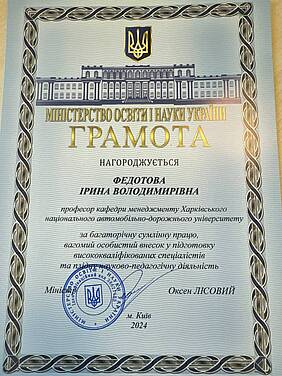 МІНІСТЕРСТВО ОСВІТИ І НАУКИ УКРАЇНИ
ГРАМОТА
НАГОРОДЖУЄТЬСЯ
ФЕДОТОВА
ІРИНА ВОЛОДИМИРІВНА
професор кафедри менеджменту Харківського
національного автомобільно-дорожнього університету
за багаторічну сумлінну працю,
вагомий особистий внесок у підготовку
висококваліфікованих спеціалістів
та плідну науково-педагогічну діяльність
Міністр Оксен ЛІСОВИЙ
м. Київ
2024